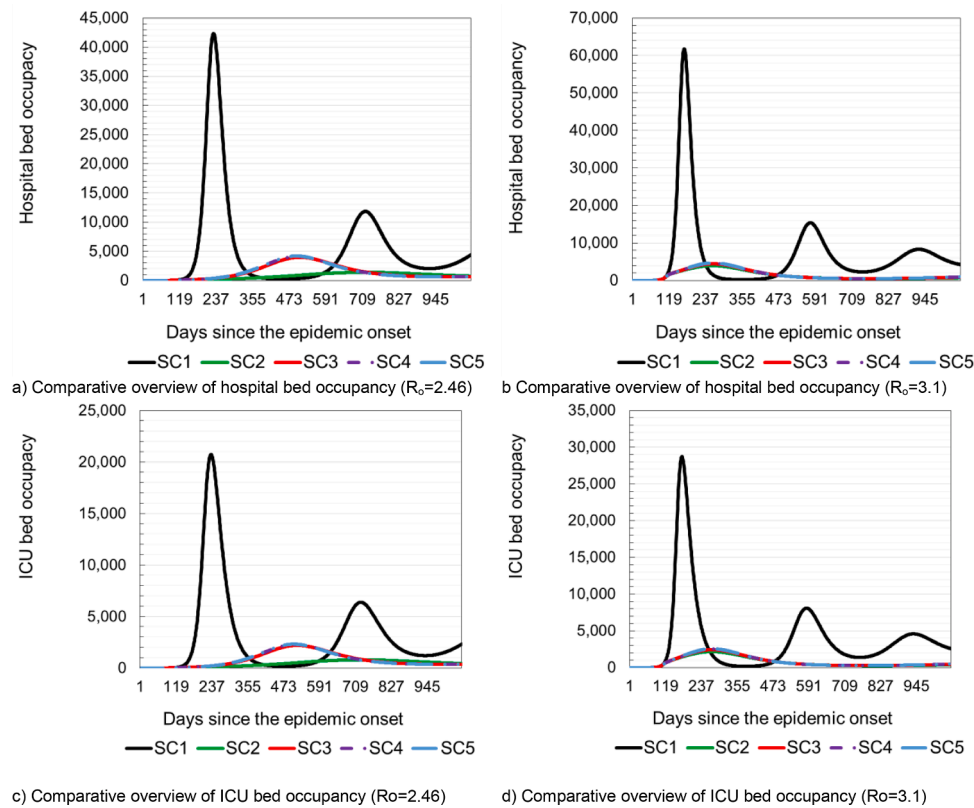 45,000
40,000
35,000
30,000
25,000
20,000
15,000
10,000
5,000
0
Hospital bed occupancy
1 119 237 355 473 591 709 827 945
Days since the epidemic onset
SC1 SC2 SC3 SC4 SC5
a) Comparative overview of hospital bed occupancy (Rₒ=2.46)
70,000
60,000
50,000
40,000
30,000
20,000
10,000
0
Hospital bed occupancy
1 119 237 355 473 591 709 827 945
Days since the epidemic onset
SC1 SC2 SC3 SC4 SC5
b Comparative overview of hospital bed occupancy (Rₒ=3.1)
25,000
20,000
15,000
10,000
5,000
0
ICU bed occupancy
1 119 237 355 473 591 709 827 945
Days since the epidemic onset
SC1 SC2 SC3 SC4 SC5
c) Comparative overview of ICU bed occupancy (Ro=2.46)
35,000
30,000
25,000
20,000
15,000
10,000
5,000
0
ICU bed occupancy
1 119 237 355 473 591 709 827 945
Days since the epidemic onset
SC1 SC2 SC3 SC4 SC5
d) Comparative overview of ICU bed occupancy (Ro=3.1)